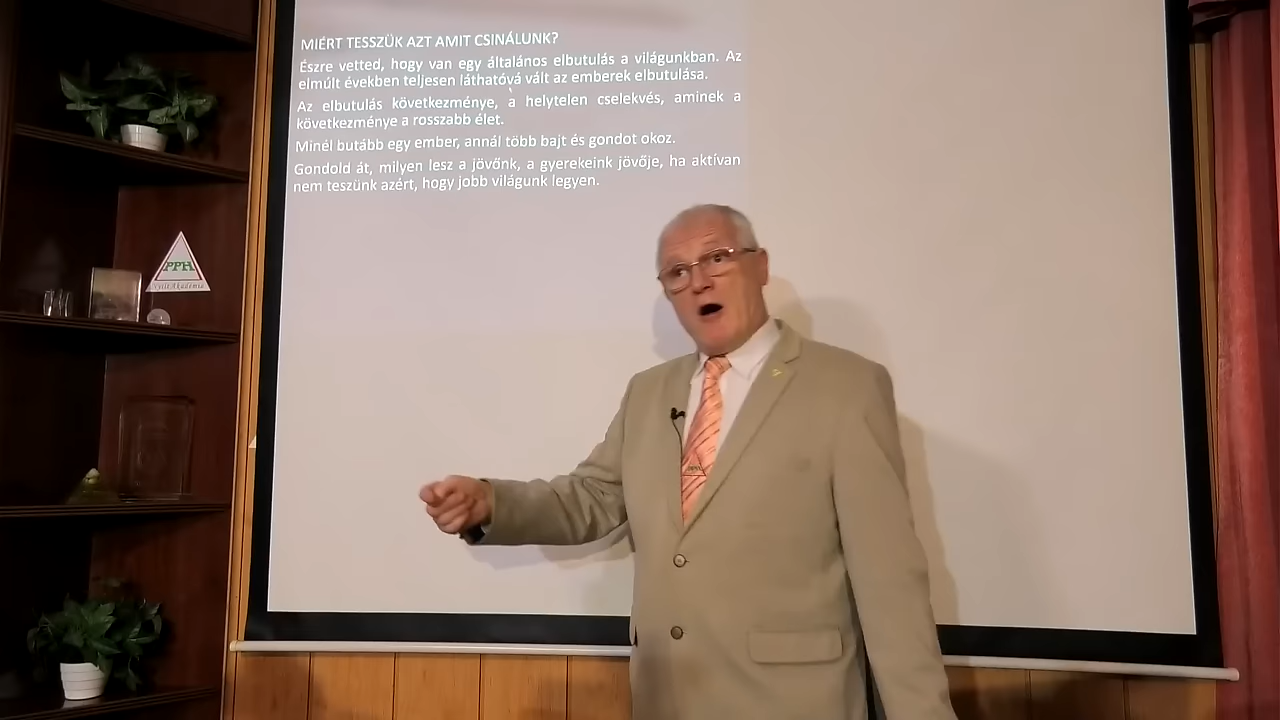 MIÉRT TESSZÜK AZT AMIT CSINÁLUNK?
Észre vetted, hogy van egy általános elbutulás a világunkban. Az
elmúlt években teljesen láthatóvá vált az emberek elbutulása.
Az elbutulás következménye, a helytelen cselekvés, aminek a
következménye a rosszabb élet.
Minél butább egy ember, annál több bajt és gondot okoz.
Gondold át, milyen lesz a jövőnk, a gyerekeink jövője, ha aktívan
nem teszünk azért, hogy jobb világunk legyen.
PPH
Nyitik Akadémia
PPH